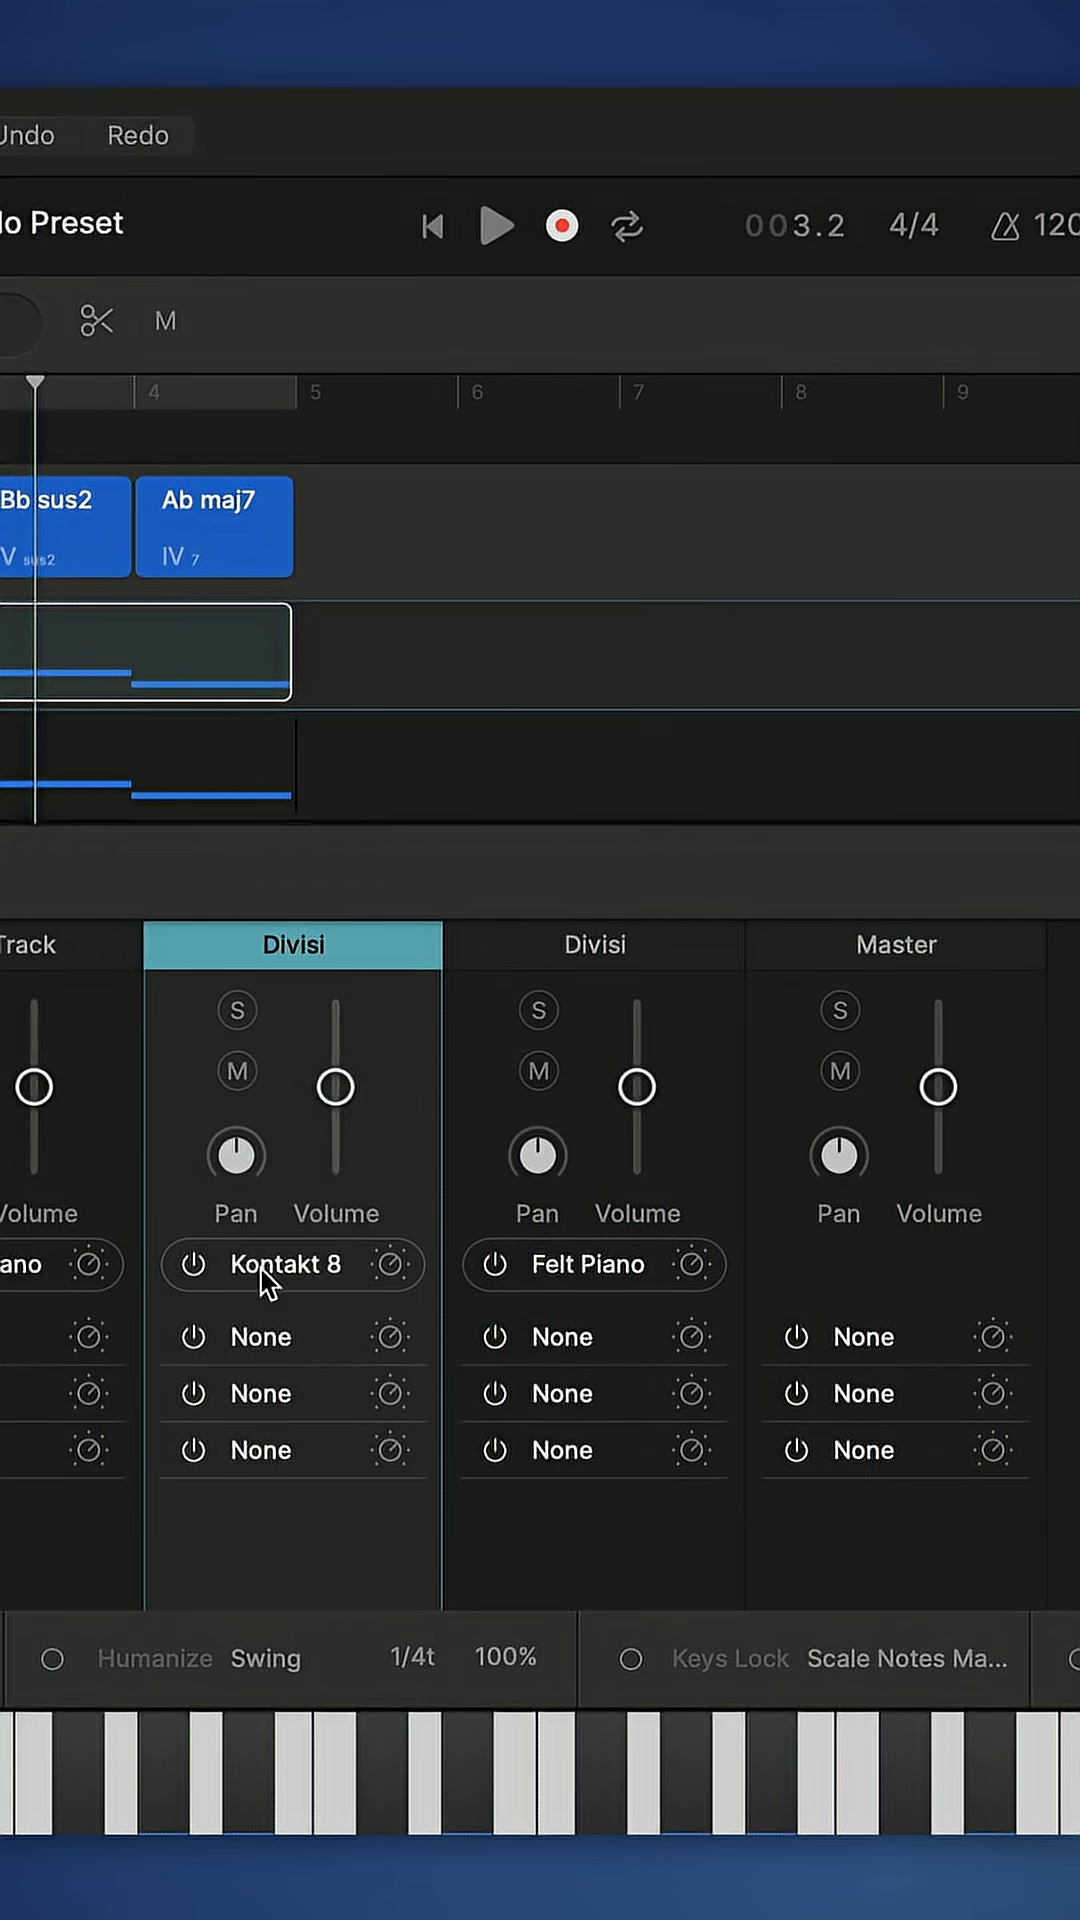 Undo Redo
lo Preset 003.2 4/4 120
M
4 5 6 7 8 9
Bb sus2 Ab maj7
V sus2 IV 7
Track Divisi Divisi Master
S S S
M M M
Volume Pan Volume Pan Volume Pan Volume
ano Kontakt 8 Felt Piano
None None None
None None None
None None None
Humanize Swing 1/4t 100% Keys Lock Scale Notes Ma...